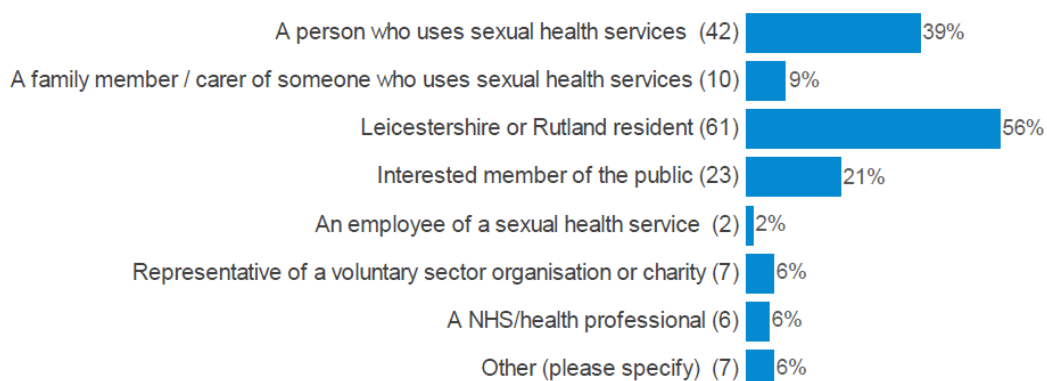 A person who uses sexual health services (42) 39%
A family member / carer of someone who uses sexual health services (10) 9%
Leicestershire or Rutland resident (61) 56%
Interested member of the public (23) 21%
An employee of a sexual health service (2) 2%
Representative of a voluntary sector organisation or charity (7) 6%
A NHS/health professional (6) 6%
Other (please specify) (7) 6%